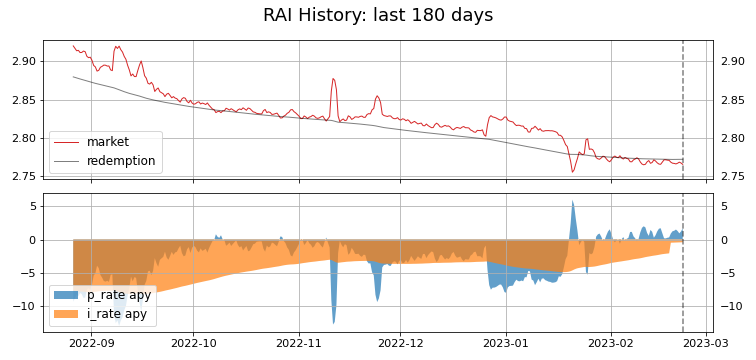 RAI History: last 180 days
2.90 2.90
2.85 2.85
2.80 2.80
2.75 2.75
market
redemption
5 5
0 0
−5 −5
−10 −10
p_rate apy
i_rate apy
2022-09 2022-10 2022-11 2022-12 2023-01 2023-02 2023-03